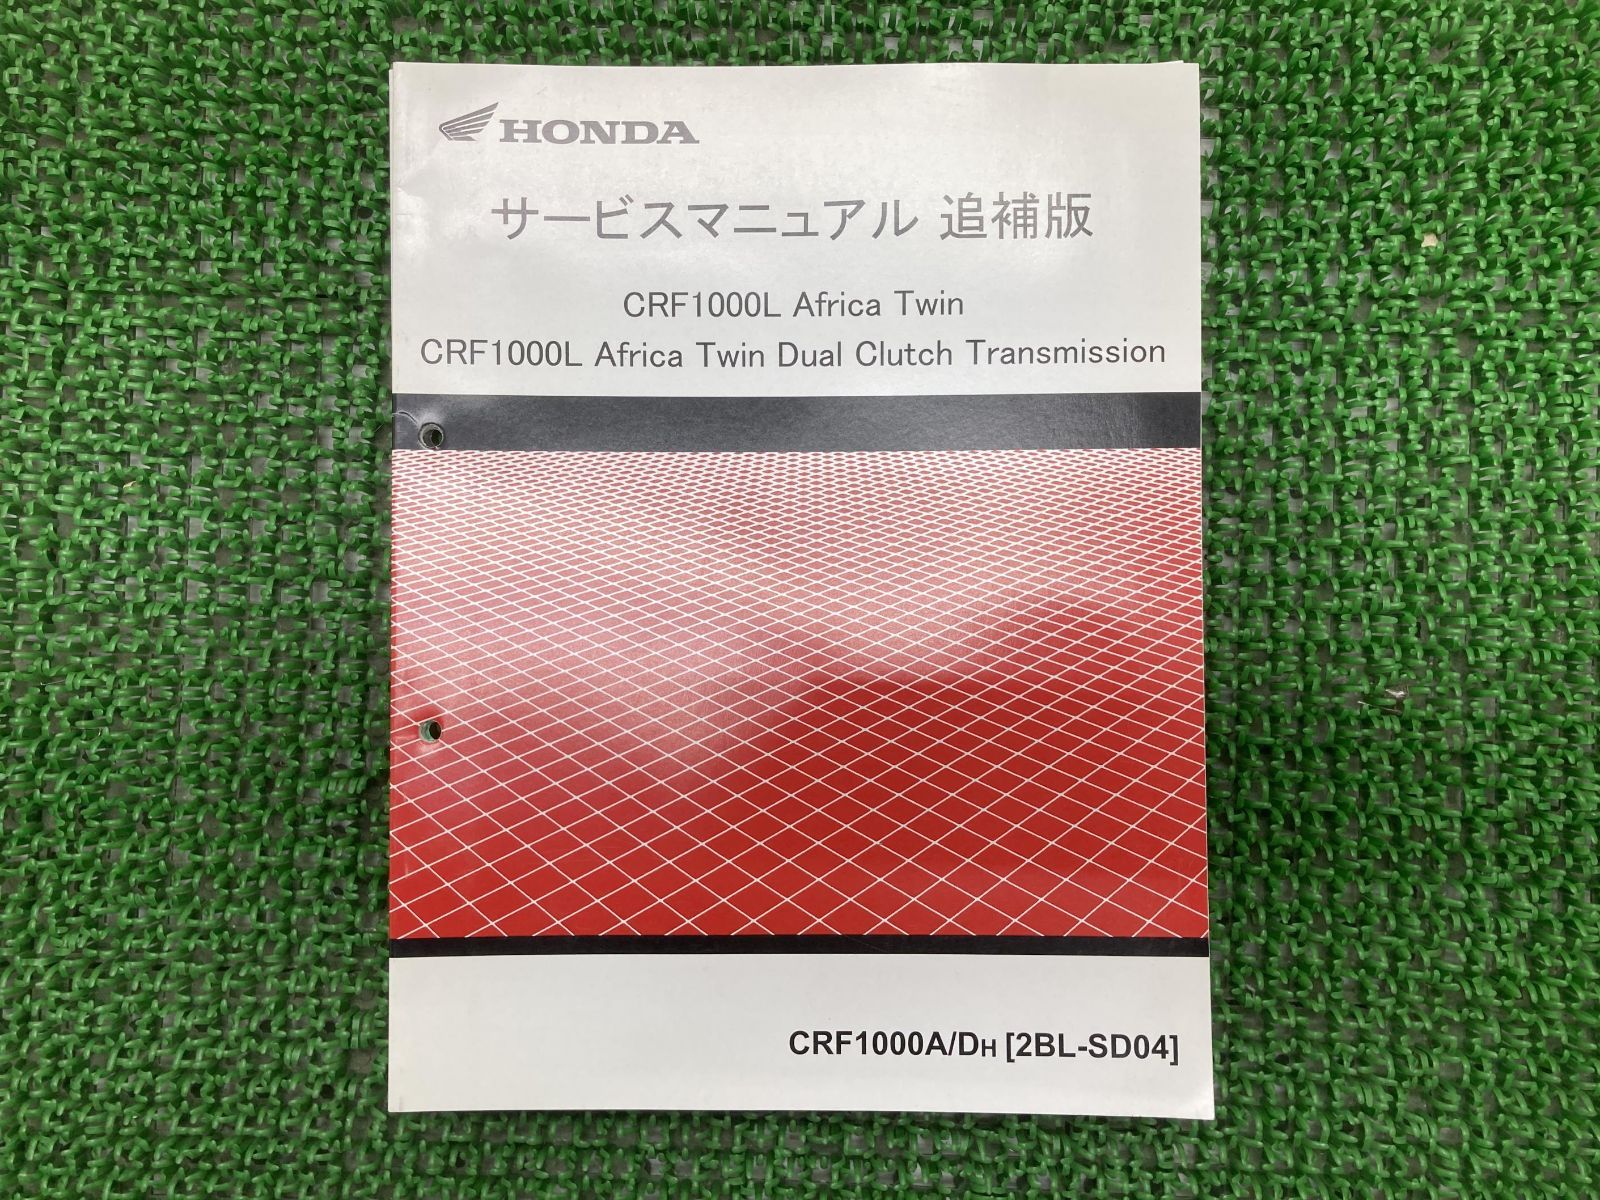 HONDA
サービスマニュアル 追補版
CRF1000L Africa Twin
CRF1000L Africa Twin Dual Clutch Transmission
CRF1000A/DH [2BL-SD04]